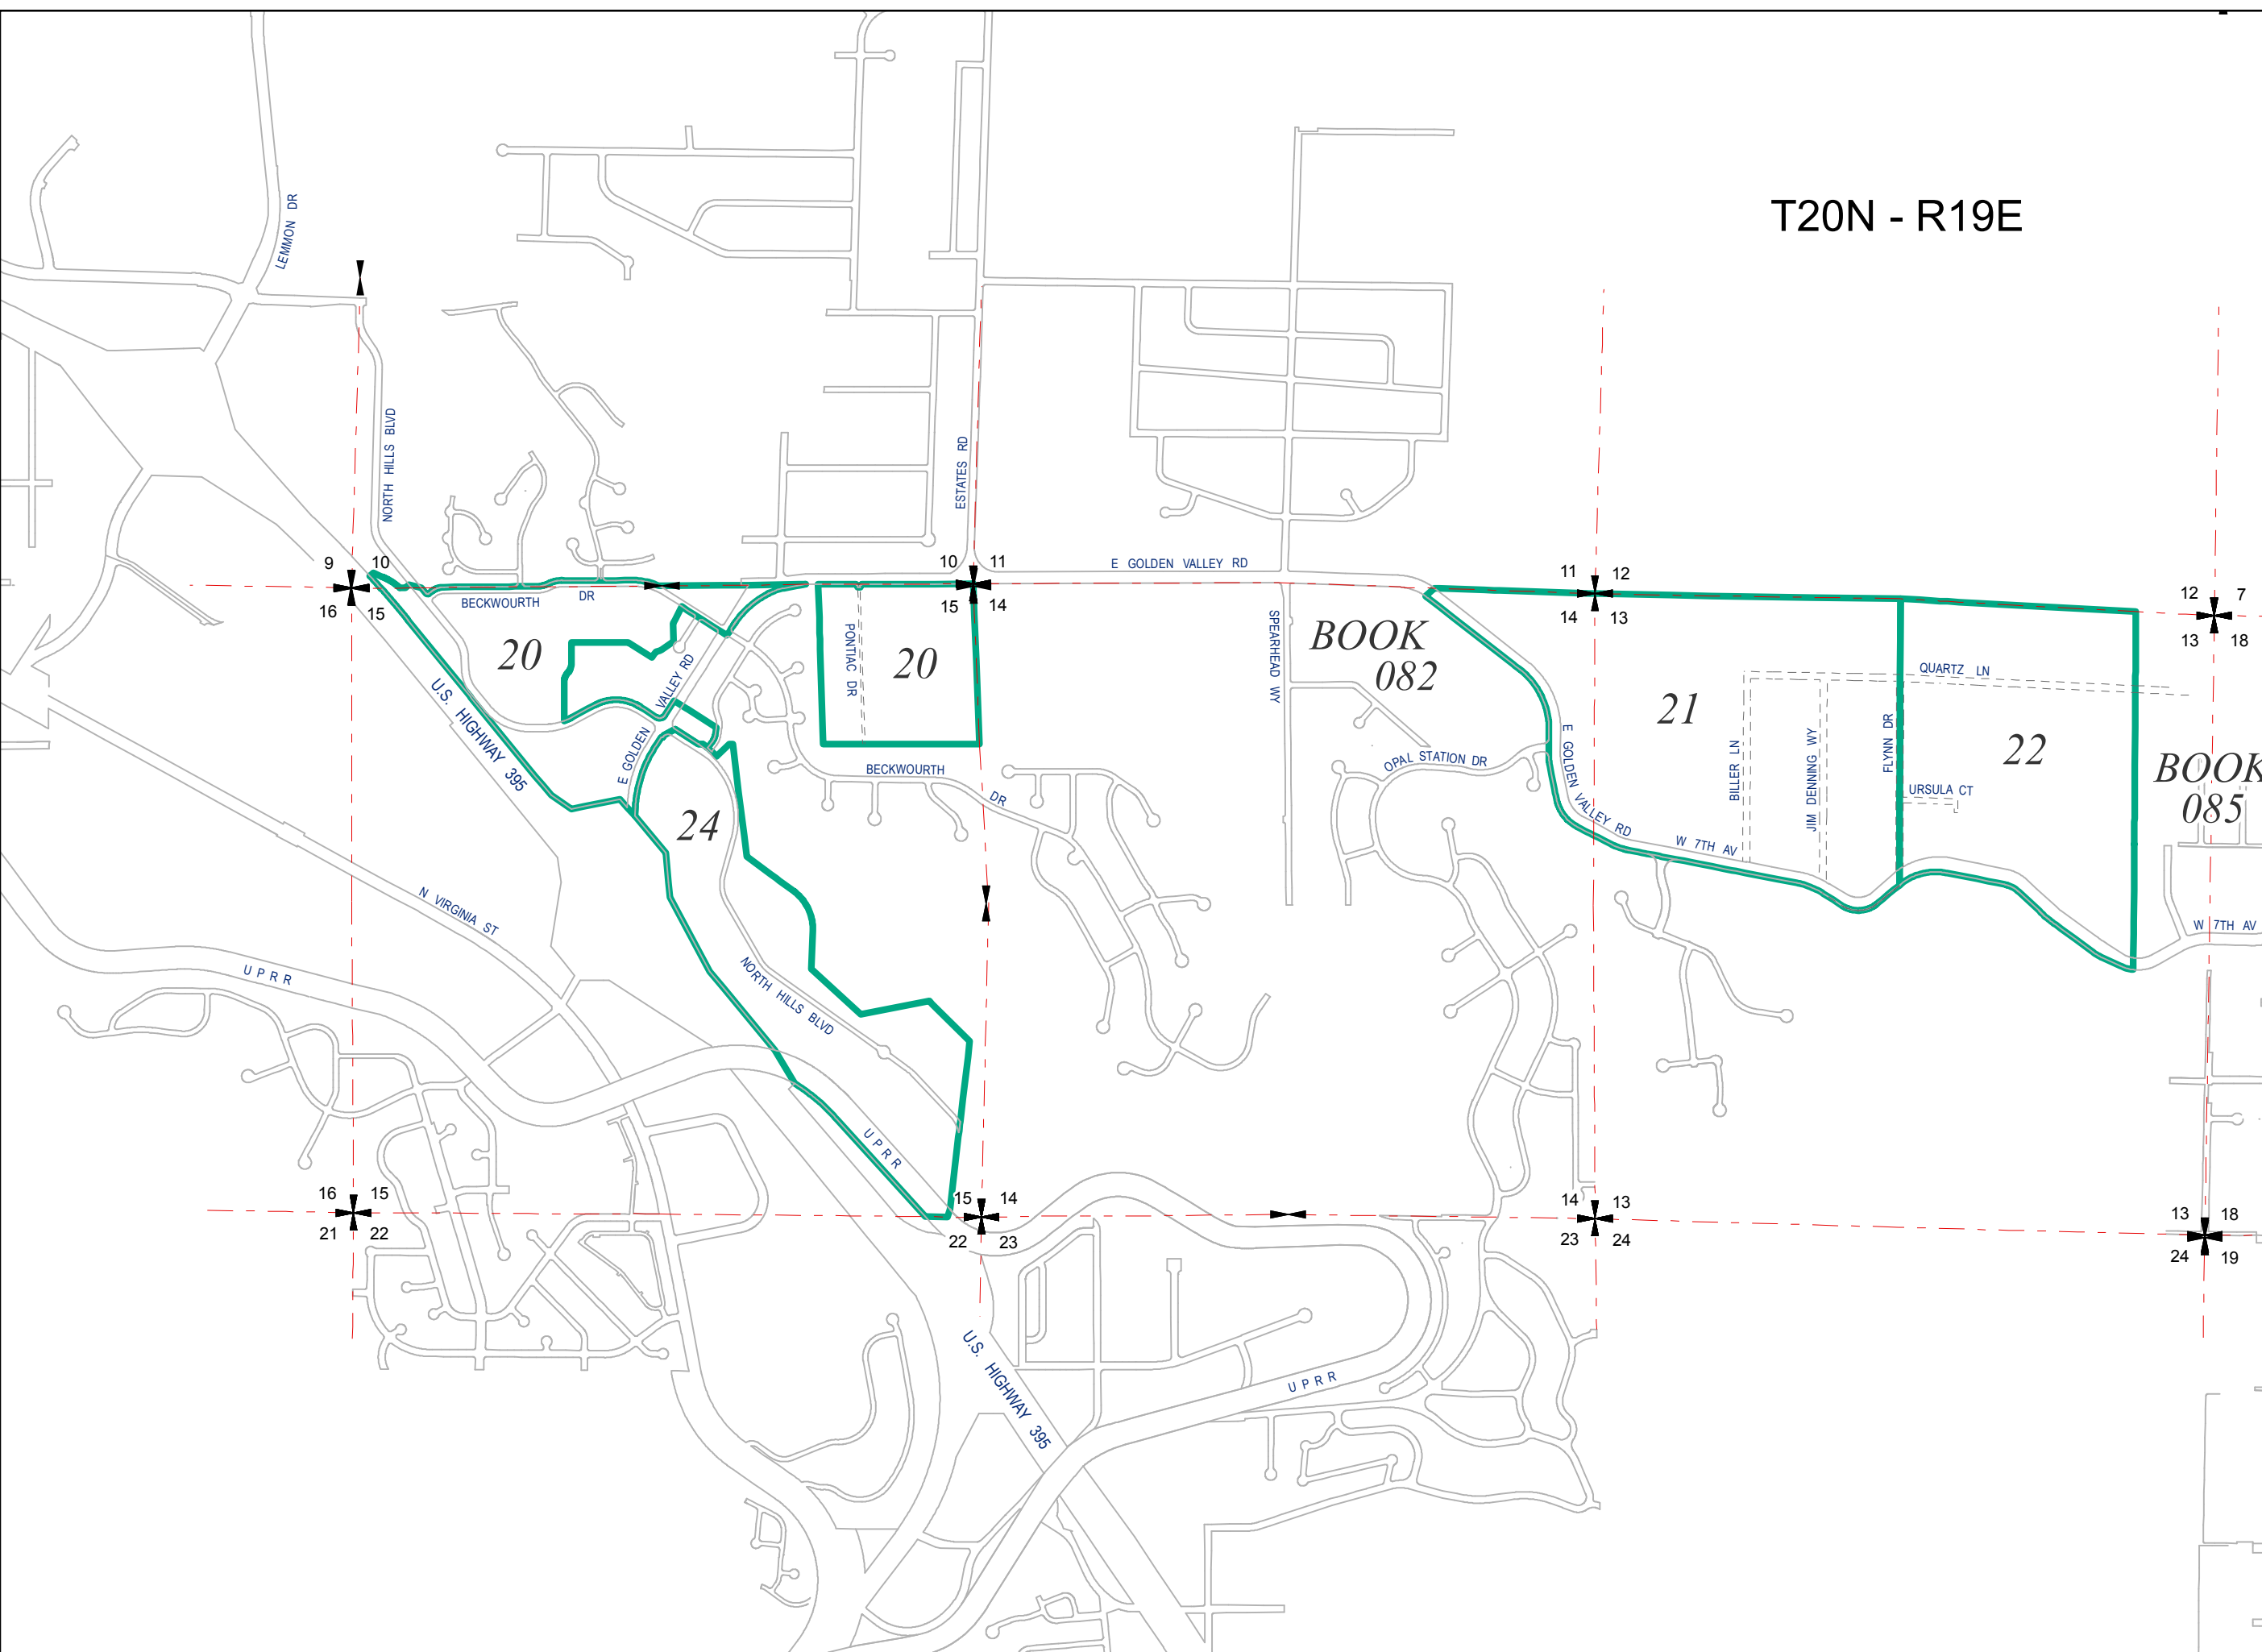 T20N - R19E
LEMMON DR
NORTH HILLS BLVD
ESTATES RD
9 10
16 15
10 11
15 14
11 12
14 13
12 7
13 18
E GOLDEN VALLEY RD
BECKWOURTH DR
20
PONTIAC DR
20
SPEARHEAD WY
BOOK
082
21
QUARTZ LN
22
BOOK
085
VALLEY RD
E GOLDEN
U.S. HIGHWAY 395
BECKWOURTH DR
OPAL STATION DR
E GOLDEN VALLEY RD
BILLER LN
JIM DENNING WY
FLYNN DR
URSULA CT
W 7TH AV
W 7TH AV
24
N VIRGINIA ST
U P R R
NORTH HILLS BLVD
U P R R
16 15
21 22
15 14
22 23
14 13
23 24
13 18
24 19
U.S. HIGHWAY 395
U P R R